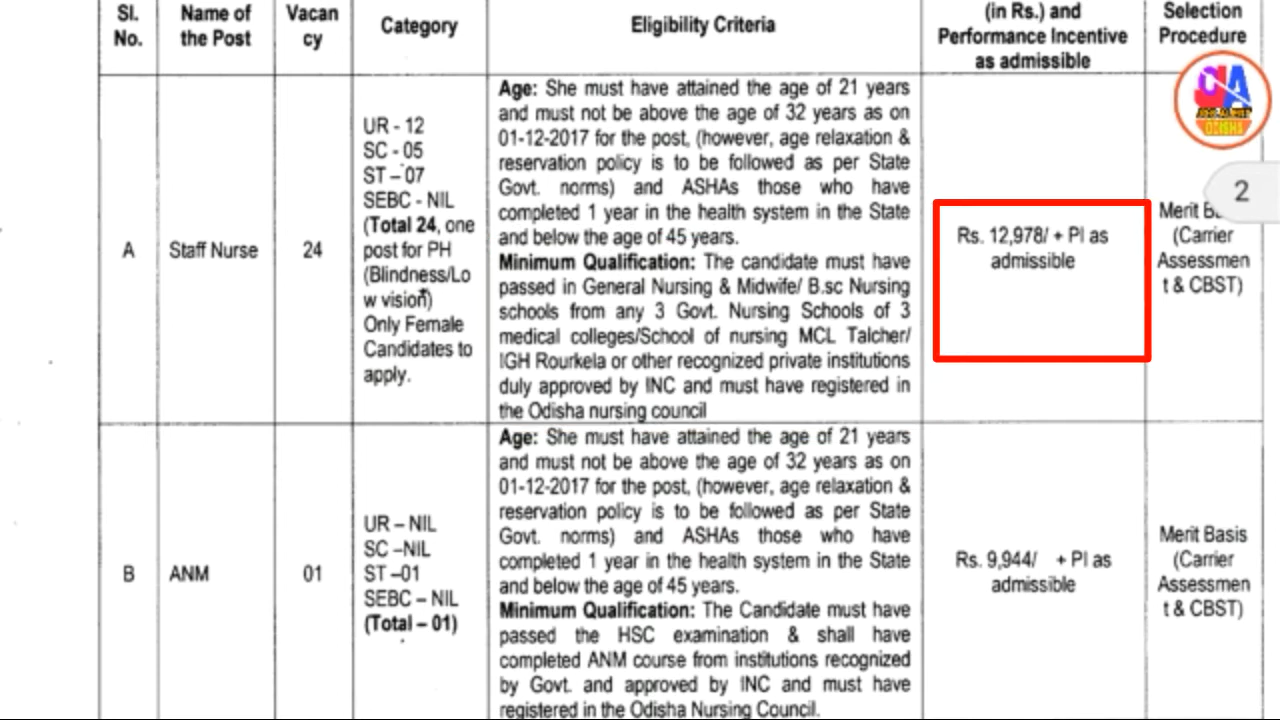 Sl.
No.
Name of
the Post
Vacan
cy
Category
Eligibility Criteria
(in Rs.) and
Performance Incentive
as admissible
Selection
Procedure
A
Staff Nurse
24
UR - 12
SC - 05
ST – 07
SEBC - NIL
(Total 24, one
post for PH
(Blindness/Lo
w vision)
Only Female
Candidates to
apply.
Age: She must have attained the age of 21 years
and must not be above the age of 32 years as on
01-12-2017 for the post, (however, age relaxation &
reservation policy is to be followed as per State
Govt. norms) and ASHAs those who have
completed 1 year in the health system in the State
and below the age of 45 years.
Minimum Qualification: The candidate must have
passed in General Nursing & Midwife/ B.sc Nursing
schools from any 3 Govt. Nursing Schools of 3
medical colleges/School of nursing MCL Talcher/
IGH Rourkela or other recognized private institutions
duly approved by INC and must have registered in
the Odisha nursing council
Rs. 12,978/ + PI as
admissible
Merit
(Carrier
Assessmen
t & CBST)
2
B
ANM
01
UR – NIL
SC –NIL
ST –01
SEBC – NIL
(Total – 01)
Age: She must have attained the age of 21 years
and must not be above the age of 32 years as on
01-12-2017 for the post, (however, age relaxation &
reservation policy is to be followed as per State
Govt. norms) and ASHAs those who have
completed 1 year in the health system in the State
and below the age of 45 years.
Minimum Qualification: The Candidate must have
passed the HSC examination & shall have
completed ANM course from institutions recognized
by Govt. and approved by INC and must have
registered in the Odisha Nursing Council.
Rs. 9,944/ + PI as
admissible
Merit Basis
(Carrier
Assessmen
t & CBST)